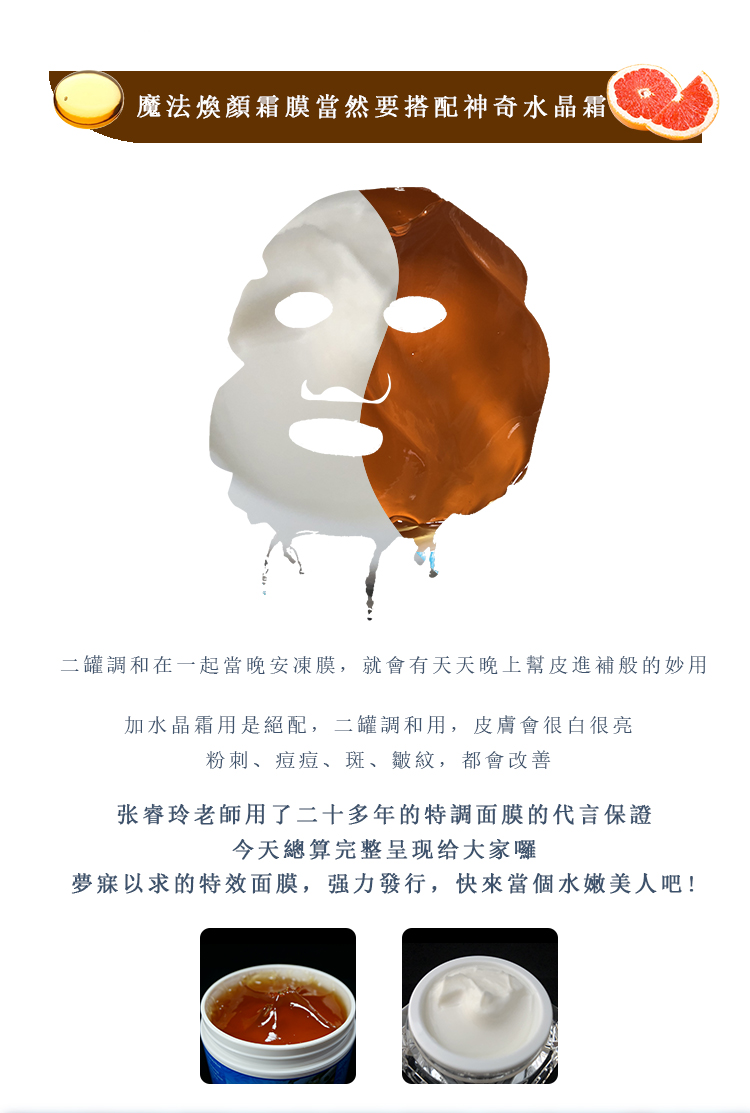 魔法煥顏霜膜當然要搭配神奇水晶霜
二罐調和在一起當晚安凍膜，就會有天天晚上幫皮進補般的妙用
加水晶霜用是絕配，二罐調和用，皮膚會很白很亮
粉刺、痘痘、斑、皺紋，都會改善
张睿玲老師用了二十多年的特調面膜的代言保證
今天總算完整呈现给大家囉
夢寐以求的特效面膜，强力發行，快來當個水嫩美人吧!